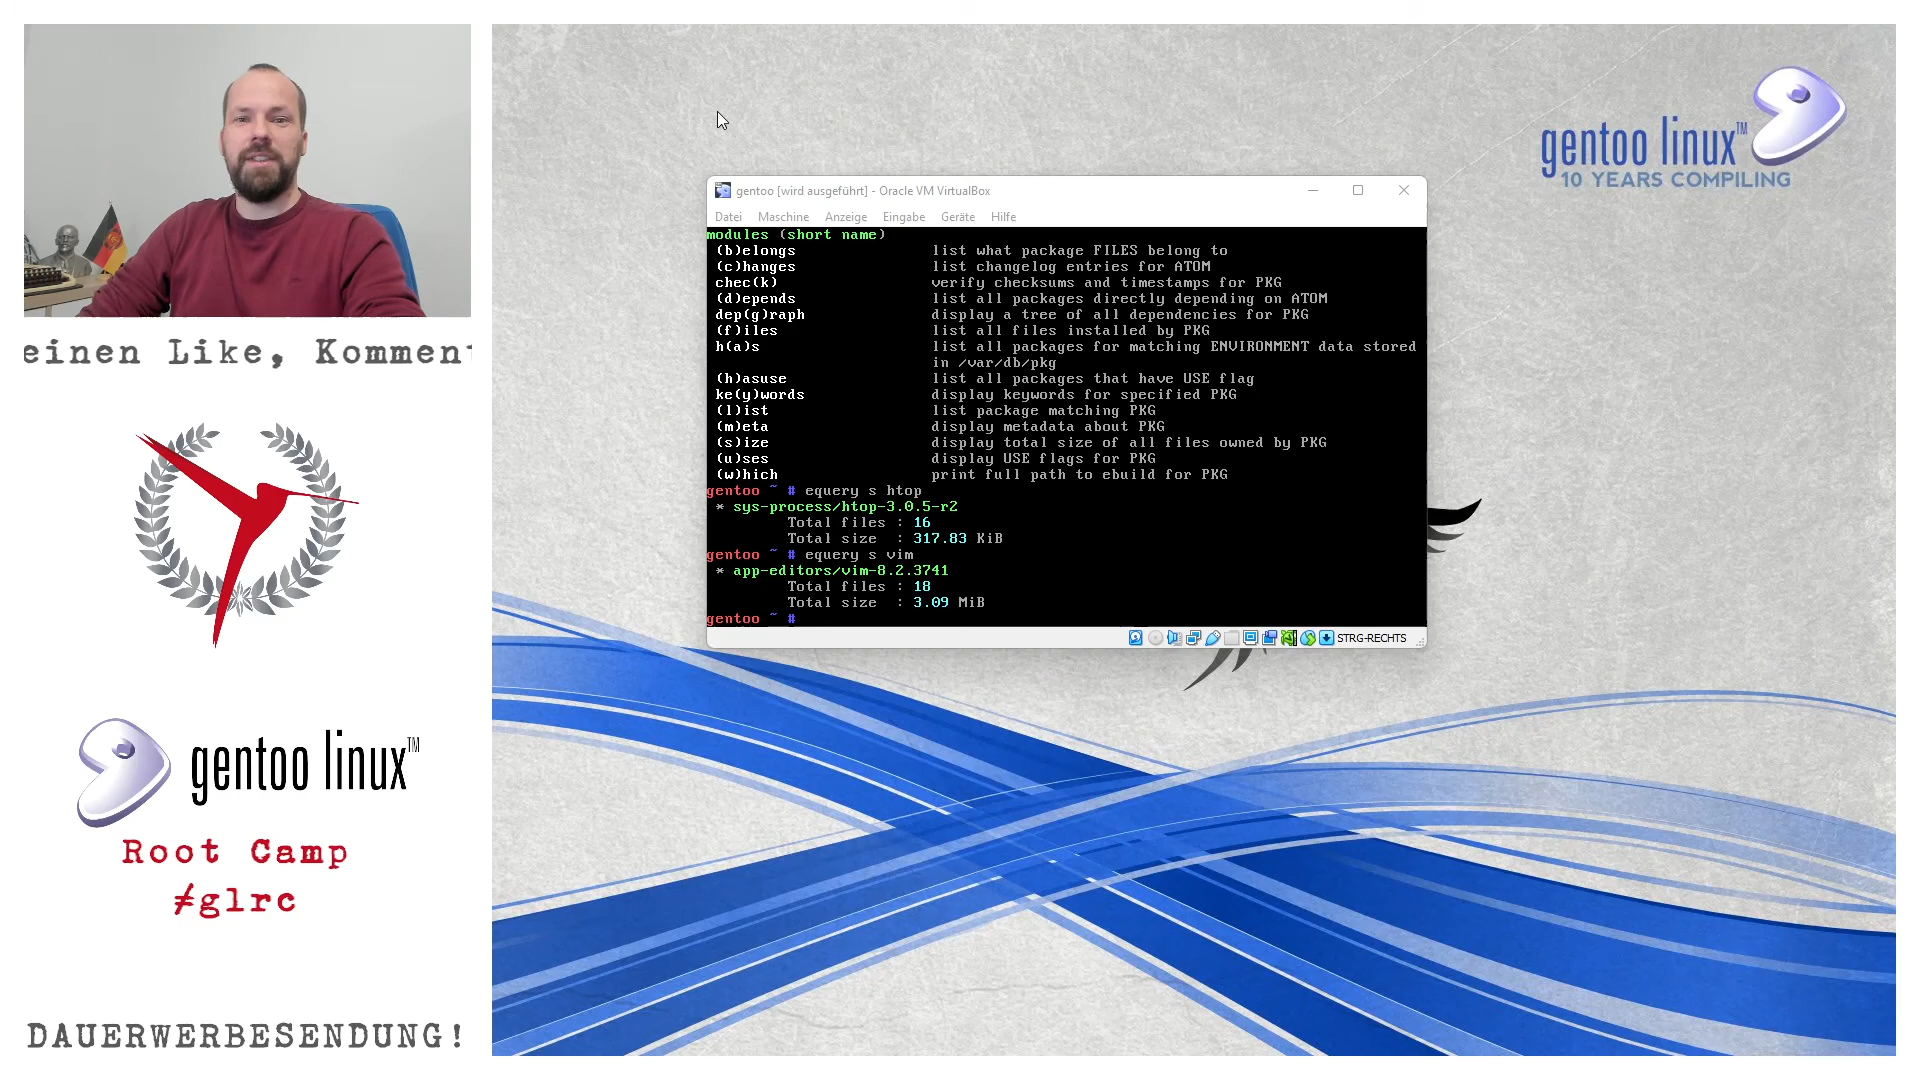 einen Like, Komment
gentoo linux™
Root Camp
#glrc
DAUERWERBESENDUNG!
gentoo linux™
10 YEARS COMPILING
gentoo [wird ausgeführt] - Oracle VM VirtualBox
Datei Maschine Anzeige Eingabe Geräte Hilfe
modules (short name)
(b)elongs list what package FILES belong to
(c)hanges list changelog entries for ATOM
chec(k) verify checksums and timestamps for PKG
(d)epends list all packages directly depending on ATOM
dep(g)raph display a tree of all dependencies for PKG
(f)iles list all files installed by PKG
h(a)s list all packages for matching ENVIRONMENT data stored
in /var/db/pkg
(h)asuse list all packages that have USE flag
ke(y)words display keywords for specified PKG
(l)ist list package matching PKG
(m)eta display metadata about PKG
(s)ize display total size of all files owned by PKG
(u)ses display USE flags for PKG
(w)hich print full path to ebuild for PKG
gentoo ~ # equery s htop
* sys-process/htop-3.0.5-r2
Total files : 16
Total size : 317.83 KiB
gentoo ~ # equery s vim
* app-editors/vim-8.2.3741
Total files : 18
Total size : 3.09 MiB
gentoo ~ #
STRG-RECHTS